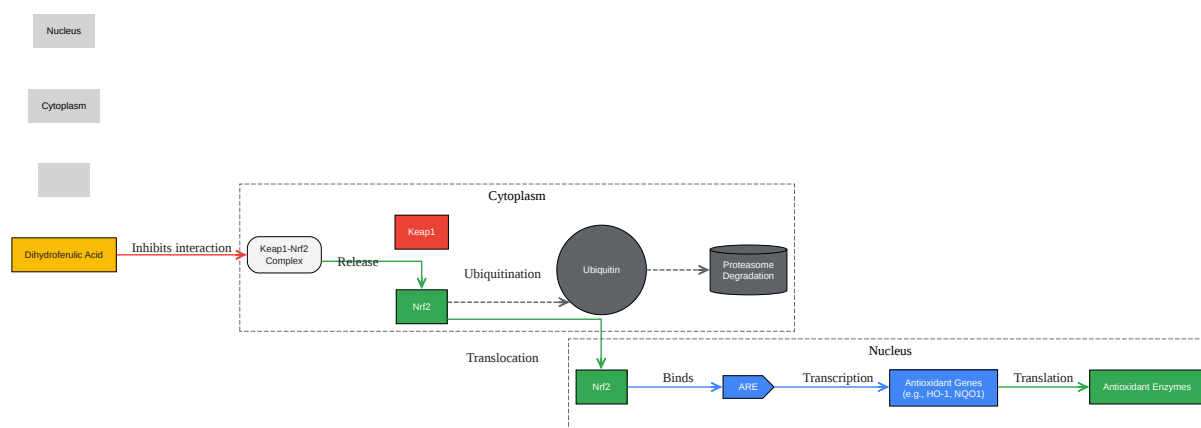 Nucleus
Cytoplasm
Cytoplasm
Keap1
Dihydroferulic Acid
Inhibits interaction
Keap1-Nrf2
Complex
Release
Ubiquitination
Ubiquitin
Proteasome
Degradation
Nrf2
Translocation
Nucleus
Nrf2
Binds
ARE
Transcription
Antioxidant Genes
(e.g., HO-1, NQO1)
Translation
Antioxidant Enzymes